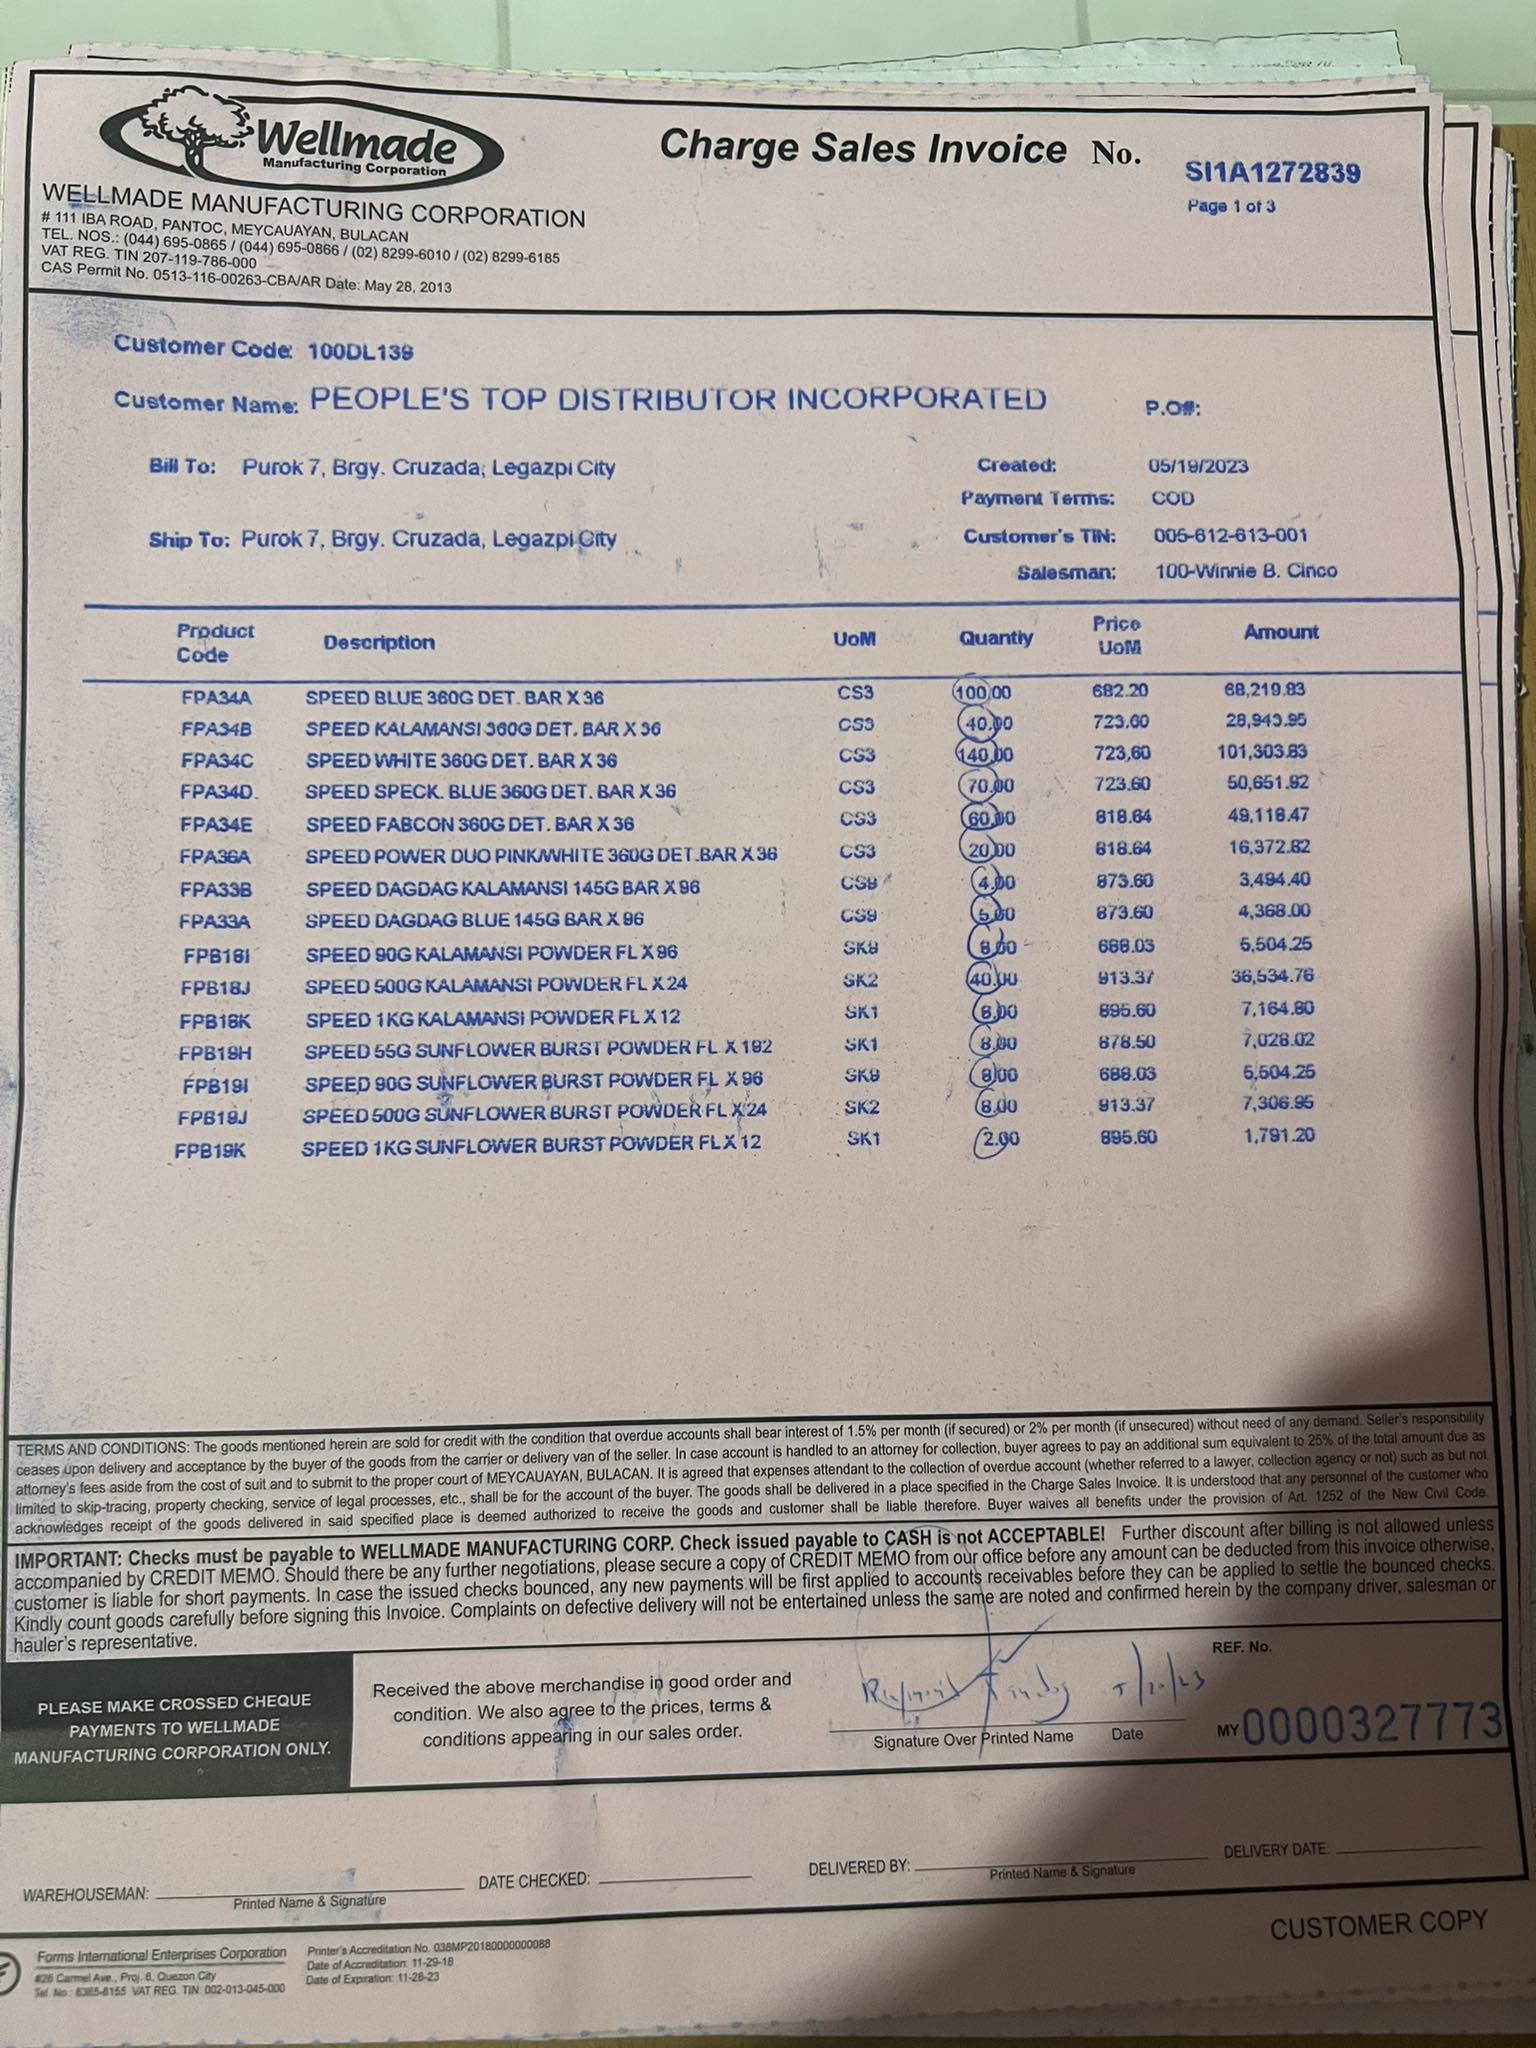 Wellmade
Manufacturing Corporation
Charge Sales Invoice No. SI1A1272839
Page 1 of 3
WELLMADE MANUFACTURING CORPORATION
# 111 IBA ROAD, PANTOC, MEYCAUAYAN, BULACAN
TEL. NOS.: (044) 695-0865 / (044) 695-0866 / (02) 8299-6010 / (02) 8299-6185
VAT REG. TIN 207-119-786-000
CAS Permit No. 0513-116-00263-CBA/AR Date: May 28, 2013
Customer Code: 100DL139
Customer Name: PEOPLE'S TOP DISTRIBUTOR INCORPORATED P.O#:
Bill To: Purok 7, Brgy. Cruzada, Legazpi City Created: 05/19/2023
Payment Terms: COD
Ship To: Purok 7, Brgy. Cruzada, Legazpi City Customer's TIN: 005-612-613-001
Salesman: 100-Winnie B. Cinco
Product Code Description UoM Quantiy Price UoM Amount
FPA34A SPEED BLUE 360G DET. BAR X 36 CS3 100.00 682.20 68,219.83
FPA34B SPEED KALAMANSI 360G DET. BAR X 36 CS3 40.00 723.60 28,943.95
FPA34C SPEED WHITE 360G DET. BAR X 36 CS3 140.00 723.60 101,303.83
FPA34D SPEED SPECK. BLUE 360G DET. BAR X 36 CS3 70.00 723.60 50,651.92
FPA34E SPEED FABCON 360G DET. BAR X 36 CS3 60.00 818.64 49,118.47
FPA36A SPEED POWER DUO PINK/WHITE 360G DET.BAR X 36 CS3 20.00 818.64 16,372.82
FPA33B SPEED DAGDAG KALAMANSI 145G BAR X 96 CS9 4.00 873.60 3,494.40
FPA33A SPEED DAGDAG BLUE 145G BAR X 96 CS9 5.00 873.60 4,368.00
FPB18I SPEED 90G KALAMANSI POWDER FL X 96 SK9 8.00 688.03 5,504.25
FPB18J SPEED 500G KALAMANSI POWDER FL X 24 SK2 40.00 913.37 36,534.76
FPB18K SPEED 1KG KALAMANSI POWDER FL X 12 SK1 8.00 895.60 7,164.80
FPB19H SPEED 55G SUNFLOWER BURST POWDER FL X 192 SK1 8.00 878.50 7,028.02
FPB19I SPEED 90G SUNFLOWER BURST POWDER FL X 96 SK9 8.00 688.03 5,504.25
FPB19J SPEED 500G SUNFLOWER BURST POWDER FL X 24 SK2 8.00 913.37 7,306.95
FPB19K SPEED 1KG SUNFLOWER BURST POWDER FL X 12 SK1 2.00 895.60 1,791.20
TERMS AND CONDITIONS: The goods mentioned herein are sold for credit with the condition that overdue accounts shall bear interest of 1.5% per month (if secured) or 2% per month (if unsecured) without need of any demand. Seller's responsibility
ceases upon delivery and acceptance by the buyer of the goods from the carrier or delivery van of the seller. In case account is handled to an attorney for collection, buyer agrees to pay an additional sum equivalent to 25% of the total amount due as
attorney's fees aside from the cost of suit and to submit to the proper court of MEYCAUAYAN, BULACAN. It is agreed that expenses attendant to the collection of overdue account (whether referred to a lawyer, collection agency or not) such as but not
limited to skip-tracing, property checking, service of legal processes, etc., shall be for the account of the buyer. The goods shall be delivered in a place specified in the Charge Sales Invoice. It is understood that any personnel of the customer who
acknowledges receipt of the goods delivered in said specified place is deemed authorized to receive the goods and customer shall be liable therefore. Buyer waives all benefits under the provision of Art. 1252 of the New Civil Code.
IMPORTANT: Checks must be payable to WELLMADE MANUFACTURING CORP. Check issued payable to CASH is not ACCEPTABLE! Further discount after billing is not allowed unless
accompanied by CREDIT MEMO. Should there be any further negotiations, please secure a copy of CREDIT MEMO from our office before any amount can be deducted from this invoice otherwise,
customer is liable for short payments. In case the issued checks bounced, any new payments will be first applied to accounts receivables before they can be applied to settle the bounced checks.
Kindly count goods carefully before signing this Invoice. Complaints on defective delivery will not be entertained unless the same are noted and confirmed herein by the company driver, salesman or
hauler's representative.
PLEASE MAKE CROSSED CHEQUE
PAYMENTS TO WELLMADE
MANUFACTURING CORPORATION ONLY.
Received the above merchandise in good order and
condition. We also agree to the prices, terms &
conditions appearing in our sales order.
Raymond 5/20/23
Signature Over Printed Name Date
REF. No.
MY 0000327773
WAREHOUSEMAN: DATE CHECKED: DELIVERED BY: DELIVERY DATE:
Printed Name & Signature Printed Name & Signature
CUSTOMER COPY
Forms International Enterprises Corporation
#26 Carmel Ave., Proj. 6, Quezon City
Tel. No.: 6365-8155 VAT REG. TIN: 002-013-045-000
Printer's Accreditation No. 038MP20180000000088
Date of Accreditation: 11-29-18
Date of Expiration: 11-28-23